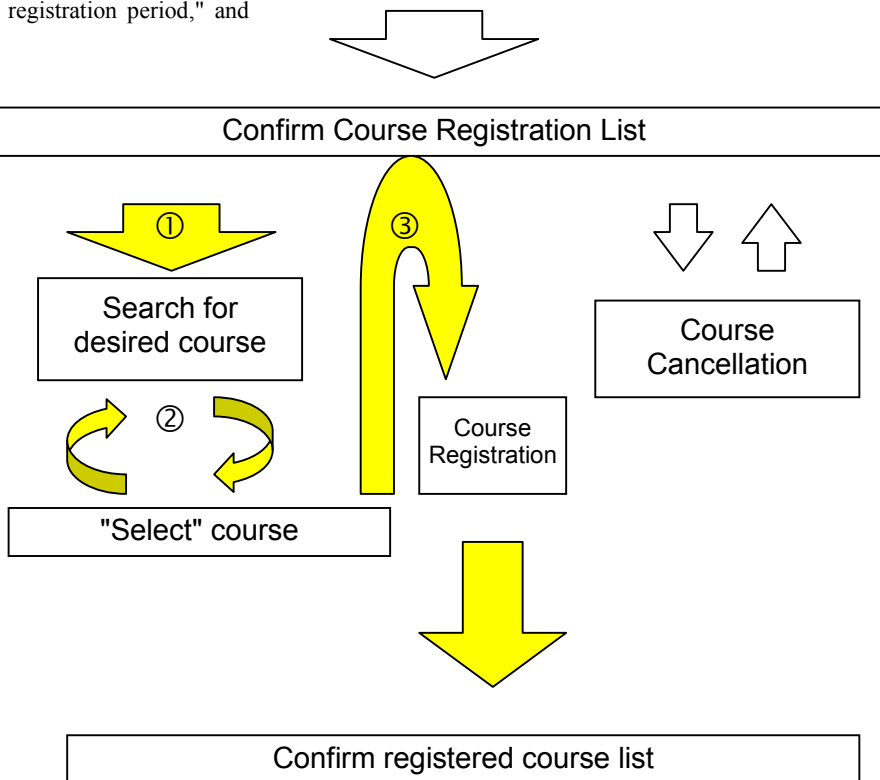 registration period," and
Confirm Course Registration List
①
③
Search for
desired course
Course
Cancellation
②
Course
Registration
"Select" course
Confirm registered course list